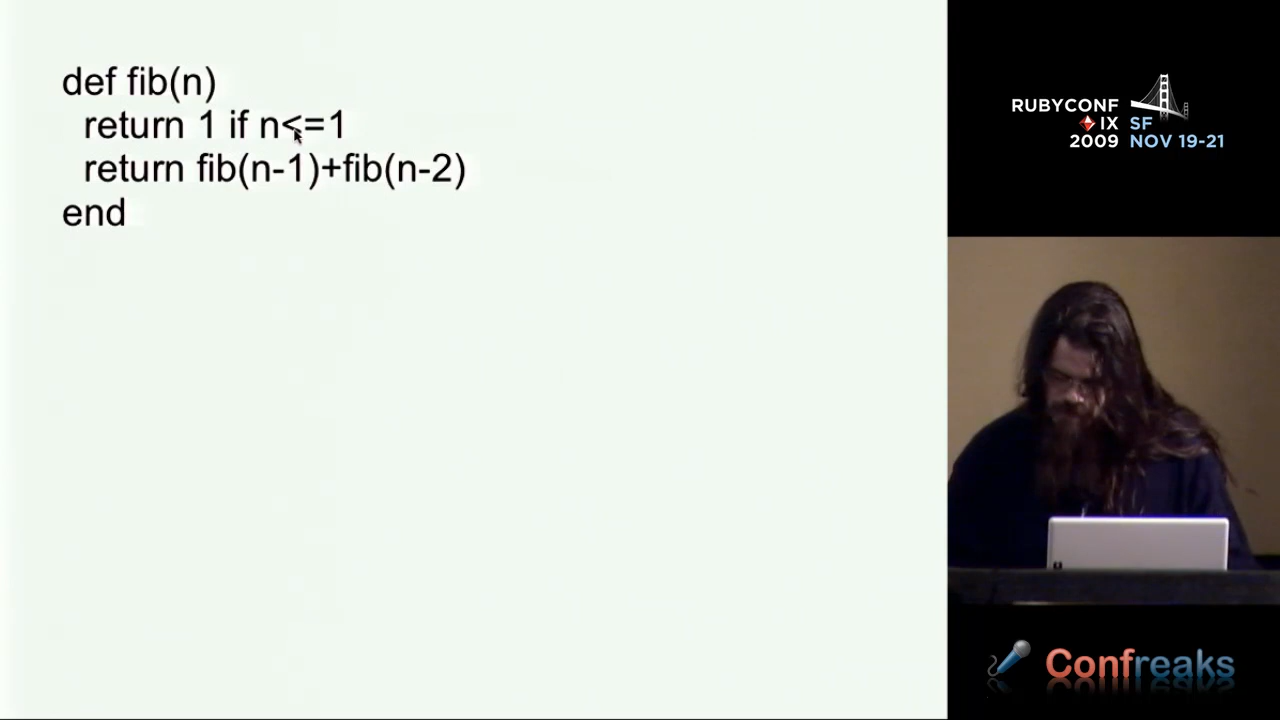 def fib(n)
return 1 if n<=1
return fib(n-1)+fib(n-2)
end
RUBYCONF
IX SF
2009 NOV 19-21
Confreaks